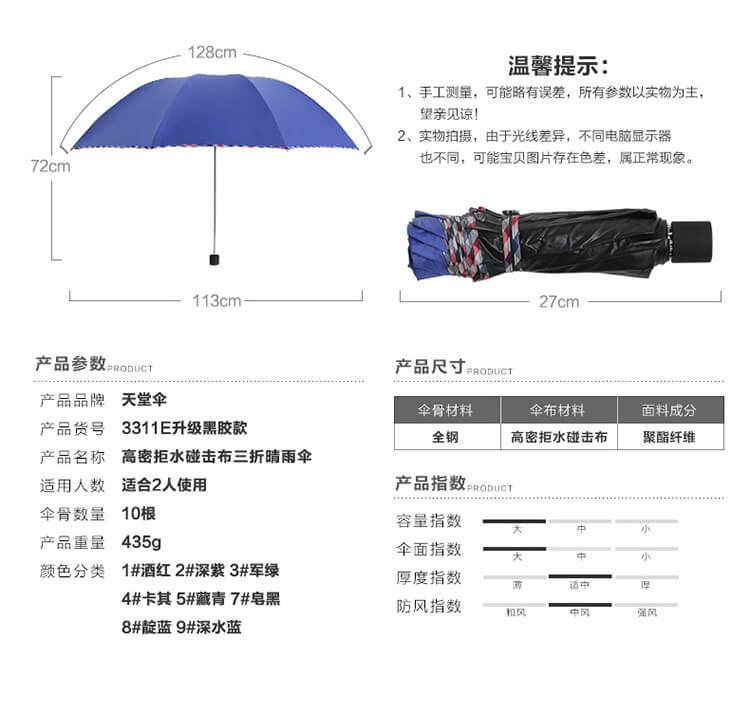 128cm
72cm
113cm
温馨提示：
1、手工测量，可能略有误差，所有参数以实物为主，
望亲见谅！
2、实物拍摄，由于光线差异，不同电脑显示器
也不同，可能宝贝图片存在色差，属正常现象。
27cm
产品参数PRODUCT
产品品牌 天堂伞
产品货号 3311E升级黑胶款
产品名称 高密拒水碰击布三折晴雨伞
适用人数 适合2人使用
伞骨数量 10根
产品重量 435g
颜色分类 1#酒红 2#深紫 3#军绿
4#卡其 5#藏青 7#皂黑
8#靛蓝 9#深水蓝
产品尺寸PRODUCT
伞骨材料 伞布材料 面料成分
全钢 高密拒水碰击布 聚酯纤维
产品指数PRODUCT
容量指数 大 中 小
伞面指数 大 中 小
厚度指数 薄 适中 厚
防风指数 和风 中风 强风